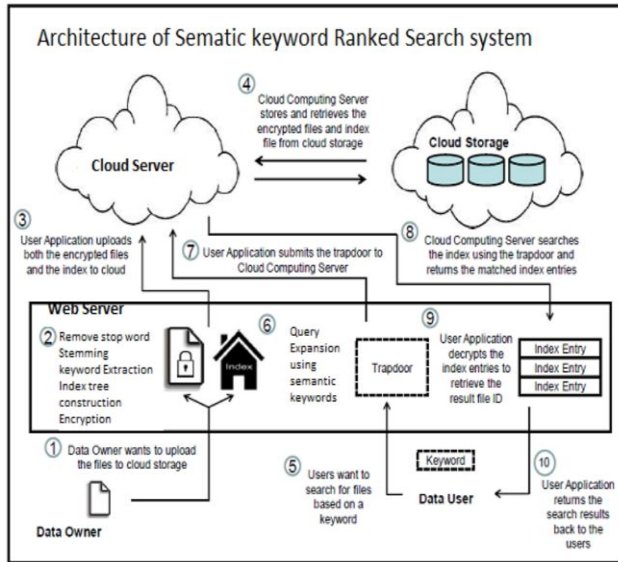 Architecture of Sematic keyword Ranked Search system
4
Cloud Computing Server
stores and retrieves the
encrypted files and index
file from cloud storage
Cloud Server
Cloud Storage
3
User Application uploads
both the encrypted files
and the index to cloud
7
User Application submits the trapdoor to
Cloud Computing Server
8
Cloud Computing Server searches
the index using the trapdoor and
returns the matched index entries
Web Server
2
Remove stop word
Stemming
keyword Extraction
Index tree
construction
Encryption
Index
6
Query
Expansion
using
semantic
keywords
Trapdoor
9
User Application
decrypts the
index entries to
retrieve the
result file ID
Index Entry
Index Entry
Index Entry
1
Data Owner wants to upload
the files to cloud storage
Data Owner
5
Users want to
search for files
based on a
keyword
Keyword
Data User
10
User Application
returns the
search results
back to the
users